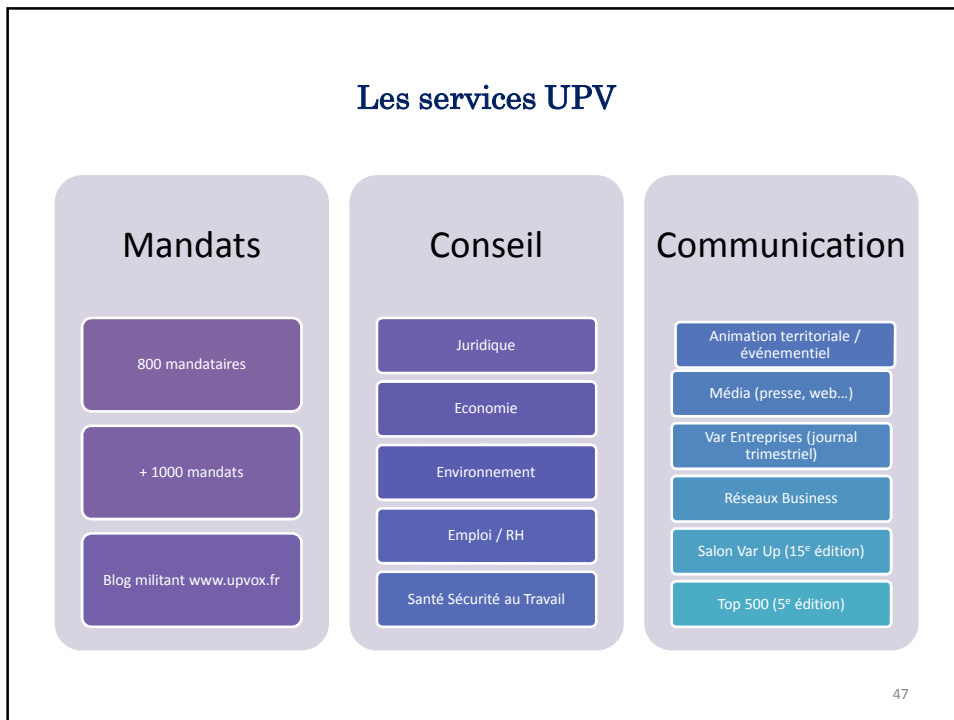 Les services UPV
Mandats
800 mandataires
+ 1000 mandats
Blog militant www.upvox.fr
Conseil
Juridique
Economie
Environnement
Emploi / RH
Santé Sécurité au Travail
Communication
Animation territoriale /
événementiel
Média (presse, web…)
Var Entreprises (journal
trimestriel)
Réseaux Business
Salon Var Up (15e édition)
Top 500 (5e édition)
47